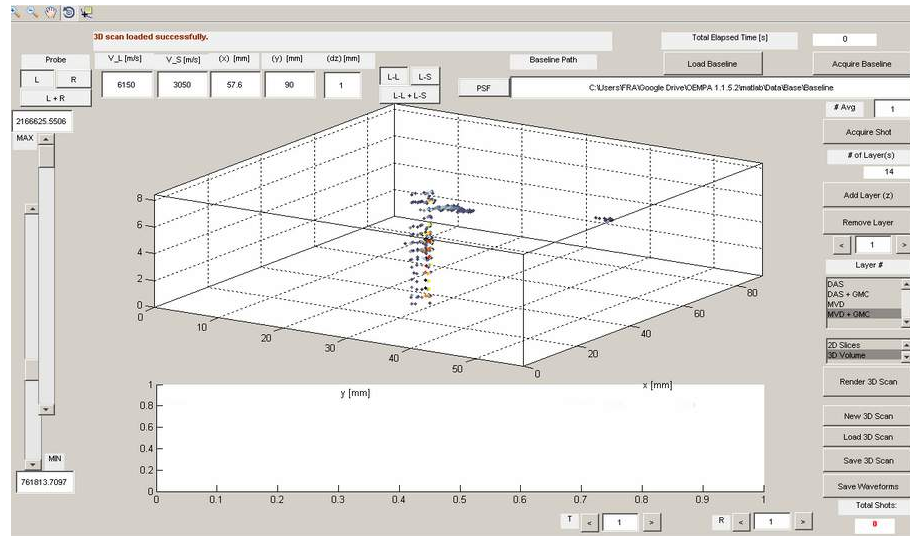 3D scan loaded successfully.
Total Elapsed Time [s] 0
Probe V_L [m/s] V_S [m/s] (x) [mm] (y) [mm] (dz) [mm] Baseline Path Load Baseline Acquire Baseline
L R 6150 3050 57.6 90 1 L-L L-S
PSF C:\Users\FRA\Google Drive\OEMPA 1.1.5.2\matlab\Data\Base\Baseline
L + R L-L + L-S
# Avg 1
2166625.5506
MAX
Acquire Shot
# of Layer(s)
14
Add Layer (z)
Remove Layer
< 1 >
Layer #
DAS
DAS + GMC
MVD
MVD + GMC
2D Slices
3D Volume
Render 3D Scan
New 3D Scan
Load 3D Scan
Save 3D Scan
Save Waveforms
Total Shots:
0
8
6
4
2
0
0 10 20 30 40 50
0 20 40 60 80
y [mm] x [mm]
1
0.8
0.6
0.4
0.2
0
0 0.1 0.2 0.3 0.4 0.5 0.6 0.7 0.8 0.9 1
MIN
761813.7097
T < 1 > R < 1 >